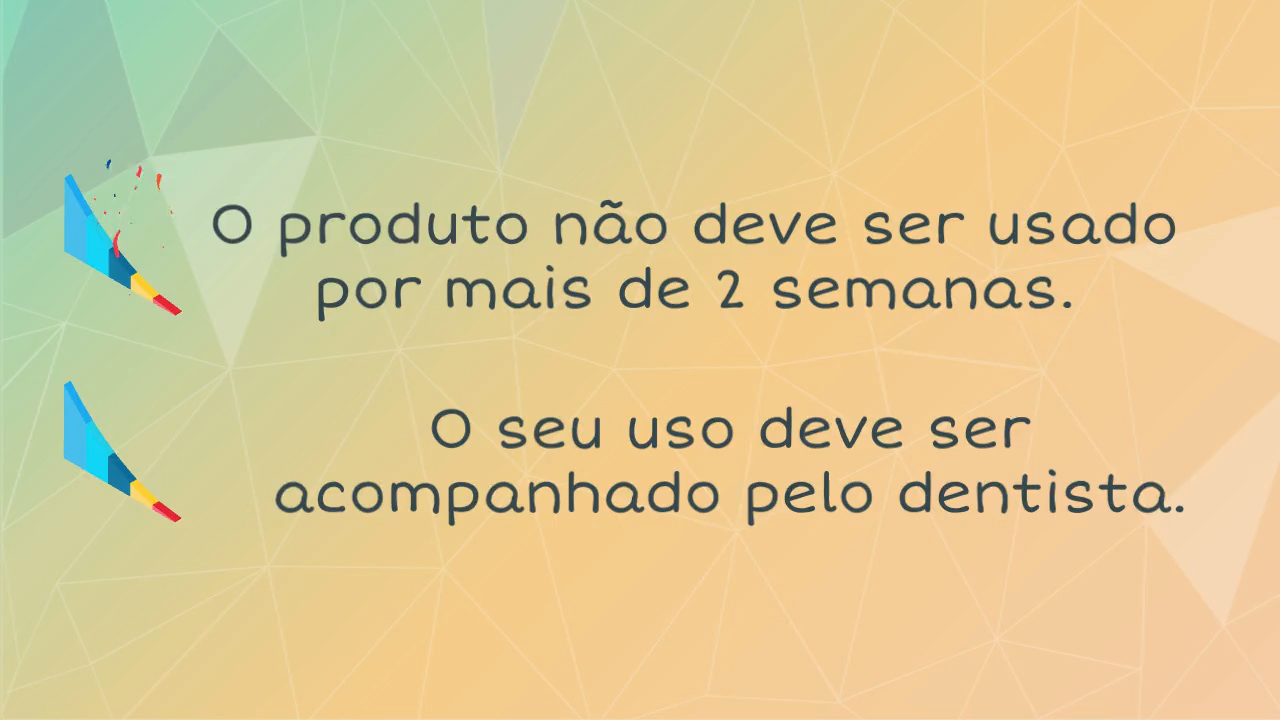 O produto não deve ser usado
por mais de 2 semanas.
O seu uso deve ser
acompanhado pelo dentista.